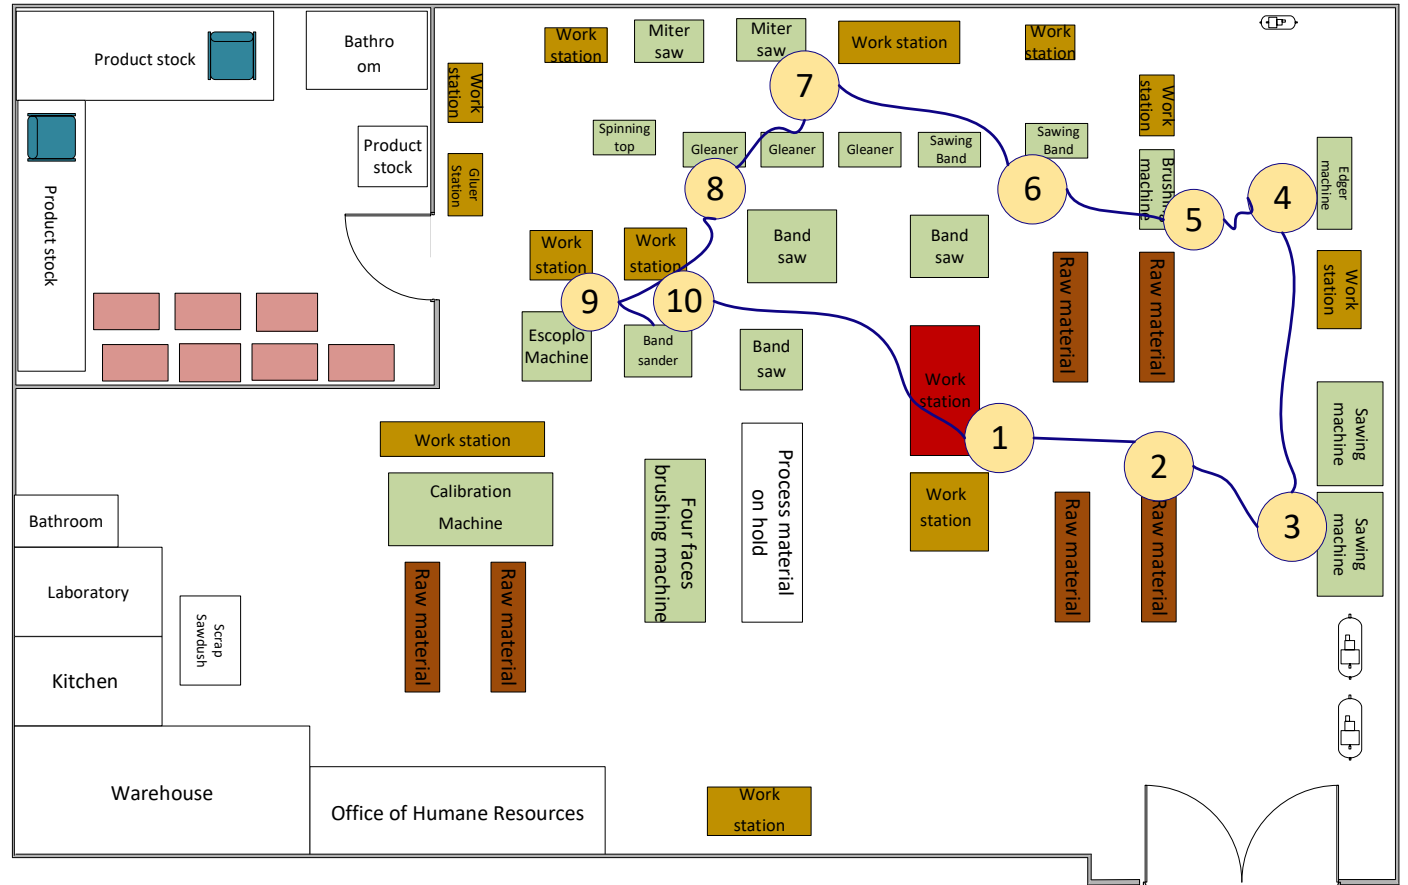 Product stock
Bathro
om
Product stock
Product
stock
Work
station
Gluer
Station
Work
station
Miter
saw
Miter
saw
Work station
Work
station
7
Spinning
top
Gleaner
Gleaner
Gleaner
Sawing
Band
Sawing
Band
Work
station
Brushing
machine
Edger
machine
8
6
5
4
Work
station
Work
station
Band
saw
Band
saw
Raw material
Raw material
Work
station
9
10
Escoplo
Machine
Band
sander
Band
saw
Work
station
Sawing
machine
1
2
3
Work station
Calibration
Machine
Four faces
brushing machine
Process material
on hold
Work
station
Raw material
Raw material
Sawing
machine
Bathroom
Laboratory
Kitchen
Scrap
Sawdush
Raw material
Raw material
Warehouse
Office of Humane Resources
Work
station